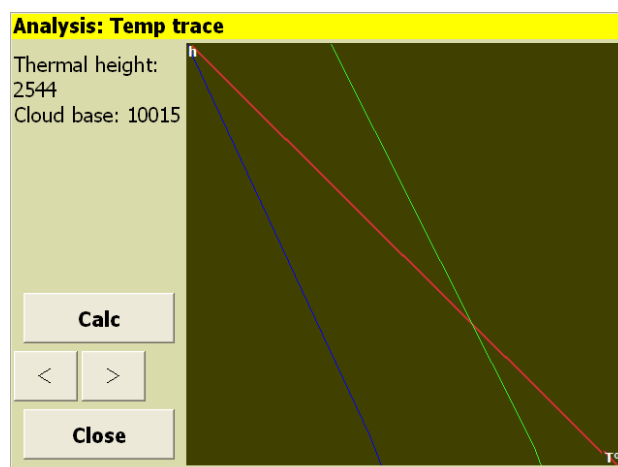 Analysis: Temp trace
Thermal height:
2544
Cloud base: 10015
h
Calc
< >
Close
T°